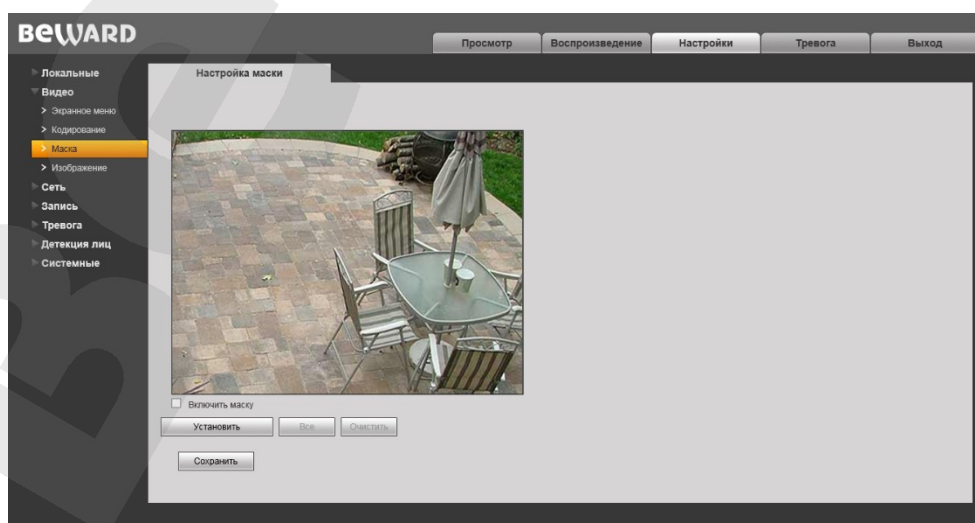 BEWARD
Просмотр
Воспроизведение
Настройки
Тревога
Выход
Локальные
Видео
Экранное меню
Кодирование
Маска
Изображение
Сеть
Запись
Тревога
Детекция лиц
Системные
Настройка маски
Включить маску
Установить
Все
Очистить
Сохранить